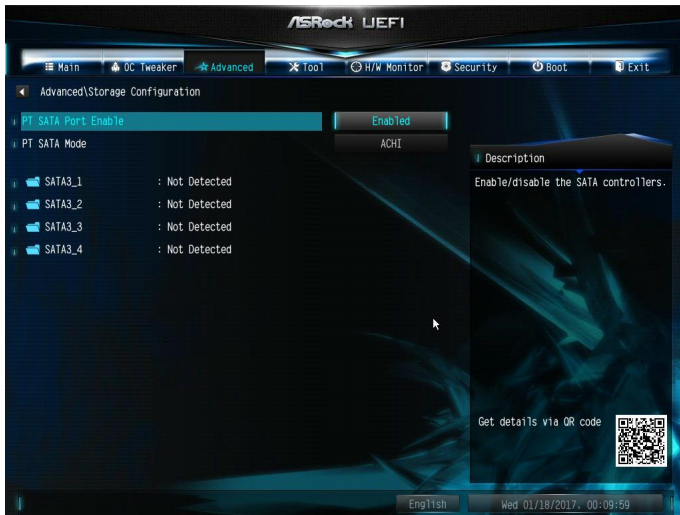 ASRock UEFI
Main OC Tweaker Advanced Tool H/W Monitor Security Boot Exit
Advanced\Storage Configuration
PT SATA Port Enable Enabled
PT SATA Mode ACHI
SATA3_1 : Not Detected
SATA3_2 : Not Detected
SATA3_3 : Not Detected
SATA3_4 : Not Detected
Description
Enable/disable the SATA controllers.
Get details via QR code
English Wed 01/18/2017. 00:09:59